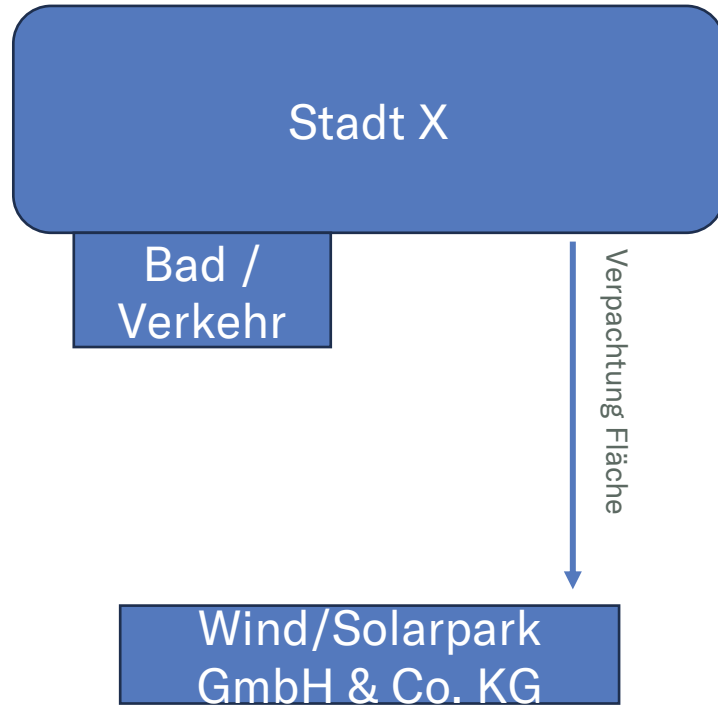 Stadt X
Bad /
Verkehr
Verpachtung Fläche
Wind/Solarpark
GmbH & Co. KG